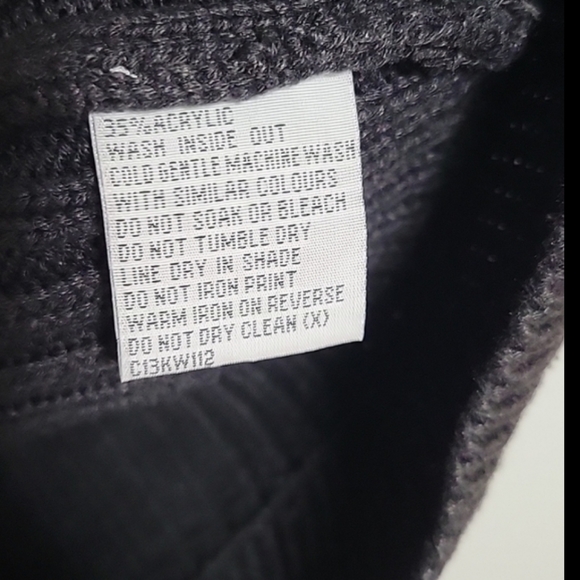 55%ACRYLIC
WASH INSIDE OUT
COLD GENTLE MACHINE WASH
WITH SIMILAR COLOURS
DO NOT SOAK OR BLEACH
DO NOT TUMBLE DRY
LINE DRY IN SHADE
DO NOT IRON PRINT
WARM IRON ON REVERSE
DO NOT DRY CLEAN (X)
C13KW112